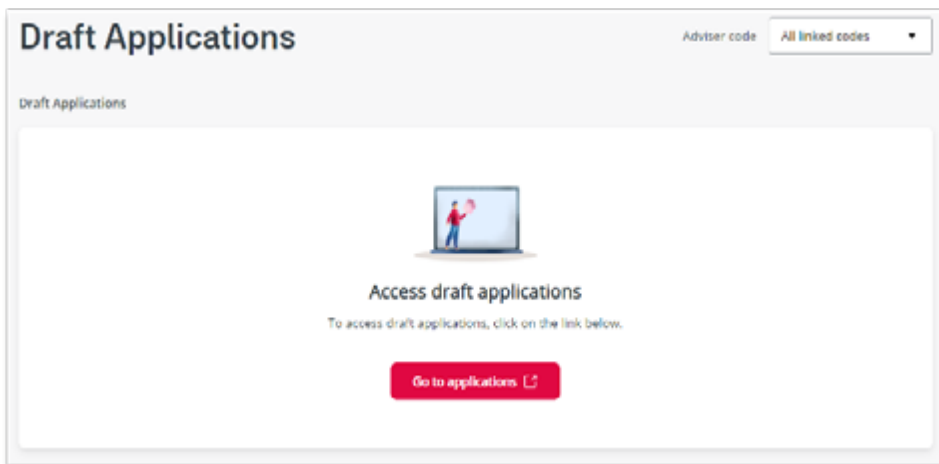 Draft Applications
Adviser code
All linked codes
Draft Applications
Access draft applications
To access draft applications, click on the link below.
Go to applications